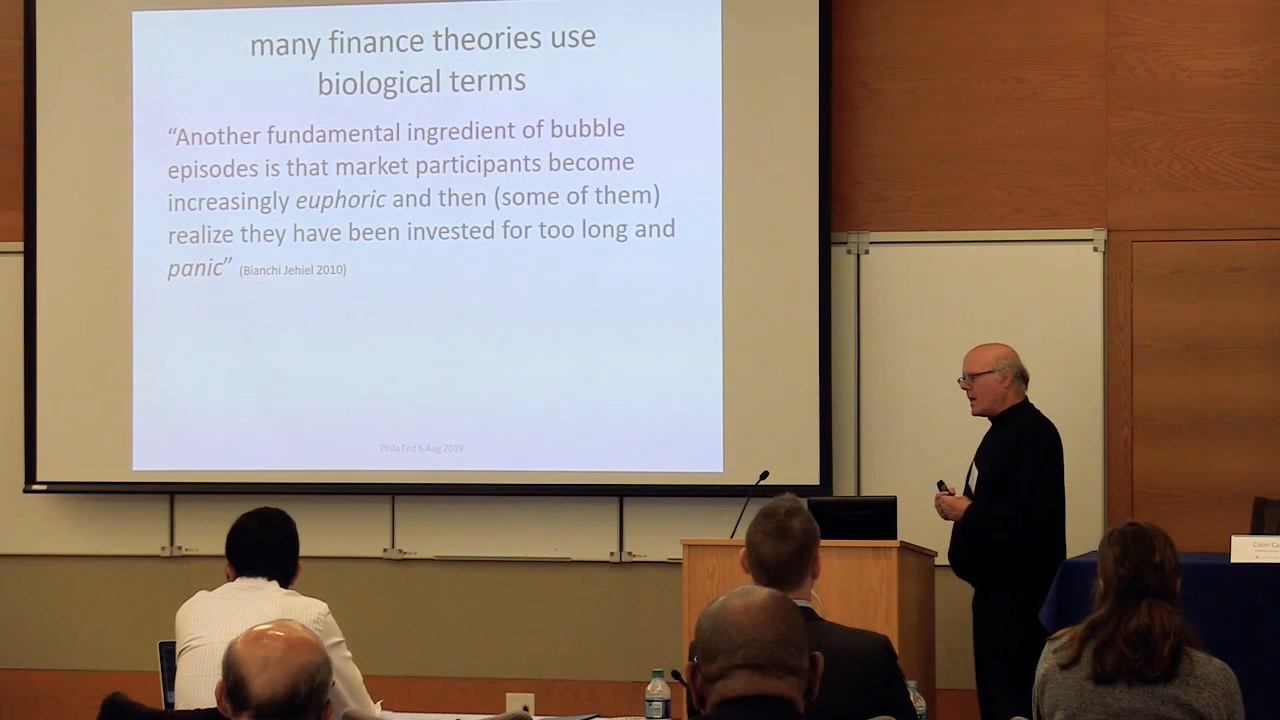 many finance theories use
biological terms
“Another fundamental ingredient of bubble
episodes is that market participants become
increasingly euphoric and then (some of them)
realize they have been invested for too long and
panic” (Bianchi Jehiel 2010)
Phila Fed 6 Aug 2019
Colin